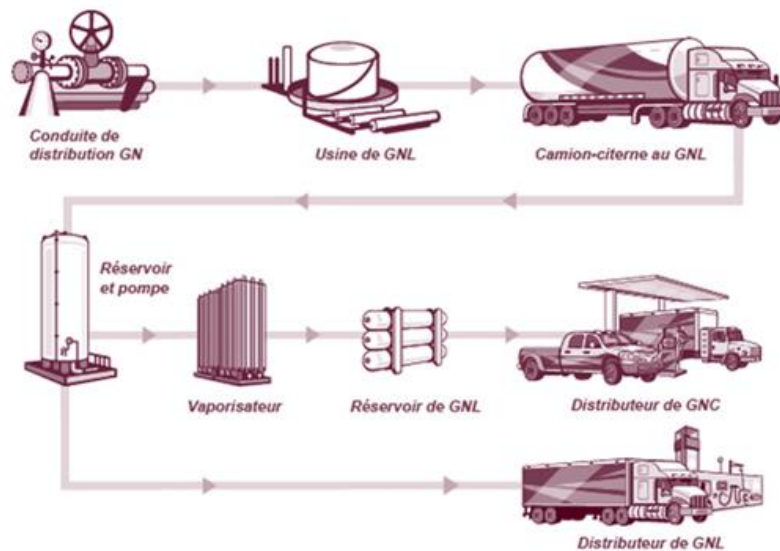 Conduite de
distribution GN
Usine de GNL
Camion-citerne au GNL
Réservoir
et pompe
Vaporisateur
Réservoir de GNL
Distributeur de GNC
Distributeur de GNL